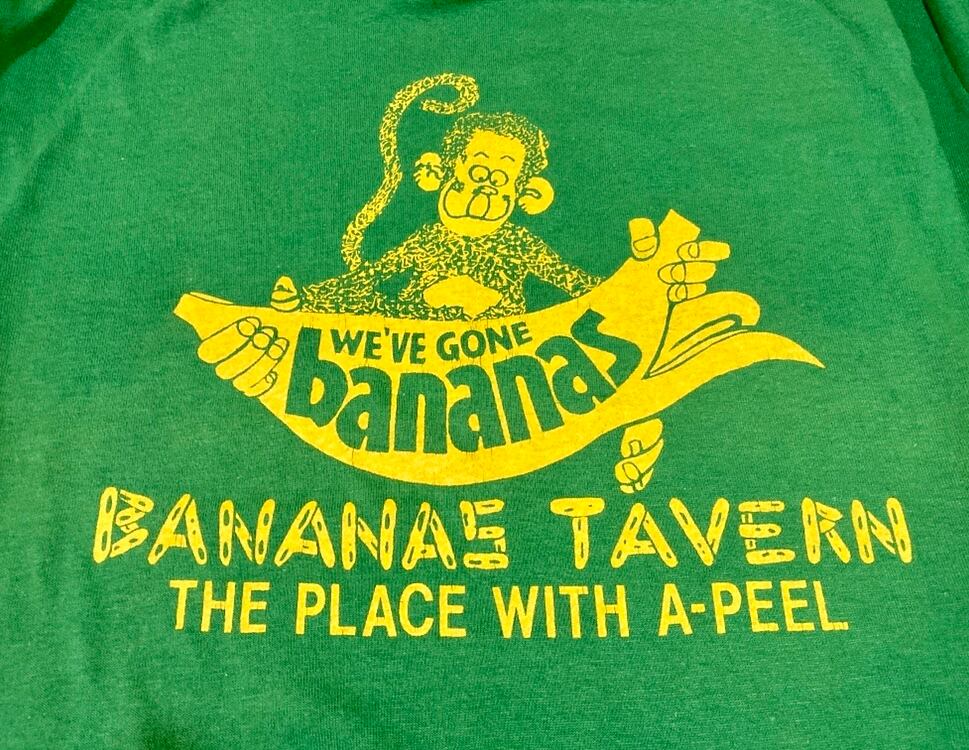 WE'VE GONE
bananas
BANANAS TAVERN
THE PLACE WITH A-PEEL